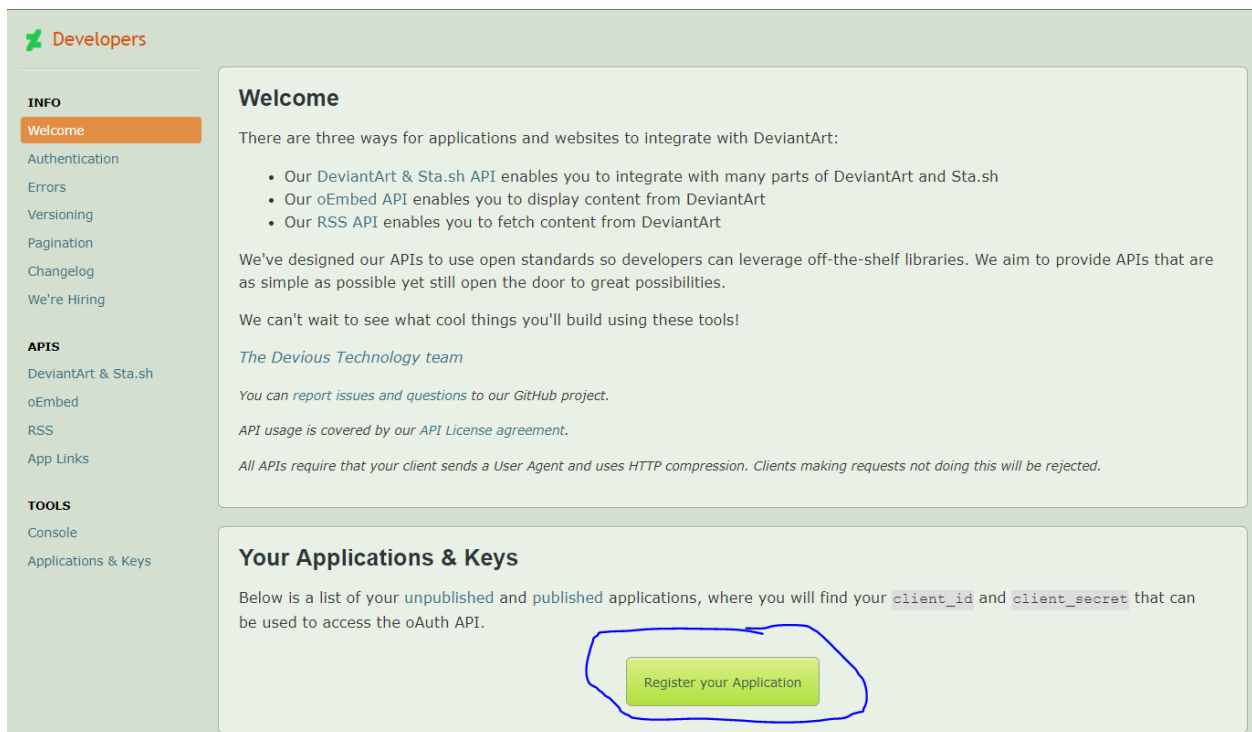 Developers
INFO
Welcome
Authentication
Errors
Versioning
Pagination
Changelog
We're Hiring
APIS
DeviantArt & Sta.sh
oEmbed
RSS
App Links
TOOLS
Console
Applications & Keys
Welcome
There are three ways for applications and websites to integrate with DeviantArt:
• Our DeviantArt & Sta.sh API enables you to integrate with many parts of DeviantArt and Sta.sh
• Our oEmbed API enables you to display content from DeviantArt
• Our RSS API enables you to fetch content from DeviantArt
We've designed our APIs to use open standards so developers can leverage off-the-shelf libraries. We aim to provide APIs that are
as simple as possible yet still open the door to great possibilities.
We can't wait to see what cool things you'll build using these tools!
The Devious Technology team
You can report issues and questions to our GitHub project.
API usage is covered by our API License agreement.
All APIs require that your client sends a User Agent and uses HTTP compression. Clients making requests not doing this will be rejected.
Your Applications & Keys
Below is a list of your unpublished and published applications, where you will find your client_id and client_secret that can
be used to access the oAuth API.
Register your Application